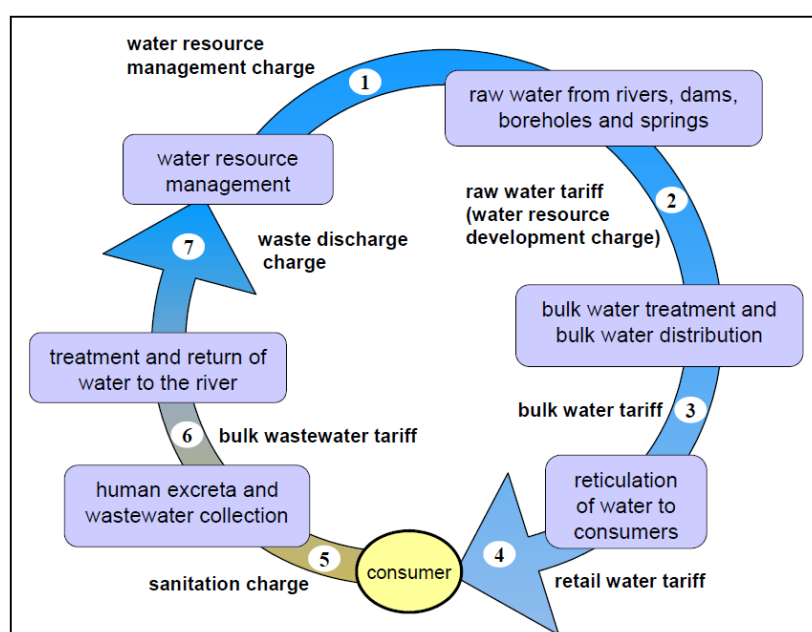 water resource
management charge
1
raw water from rivers, dams,
boreholes and springs
water resource
management
raw water tariff
(water resource
development charge)
2
7
waste discharge
charge
bulk water treatment and
bulk water distribution
treatment and return of
water to the river
bulk water tariff
3
6
bulk wastewater tariff
human excreta and
wastewater collection
reticulation
of water to
consumers
4
5
consumer
sanitation charge
retail water tariff